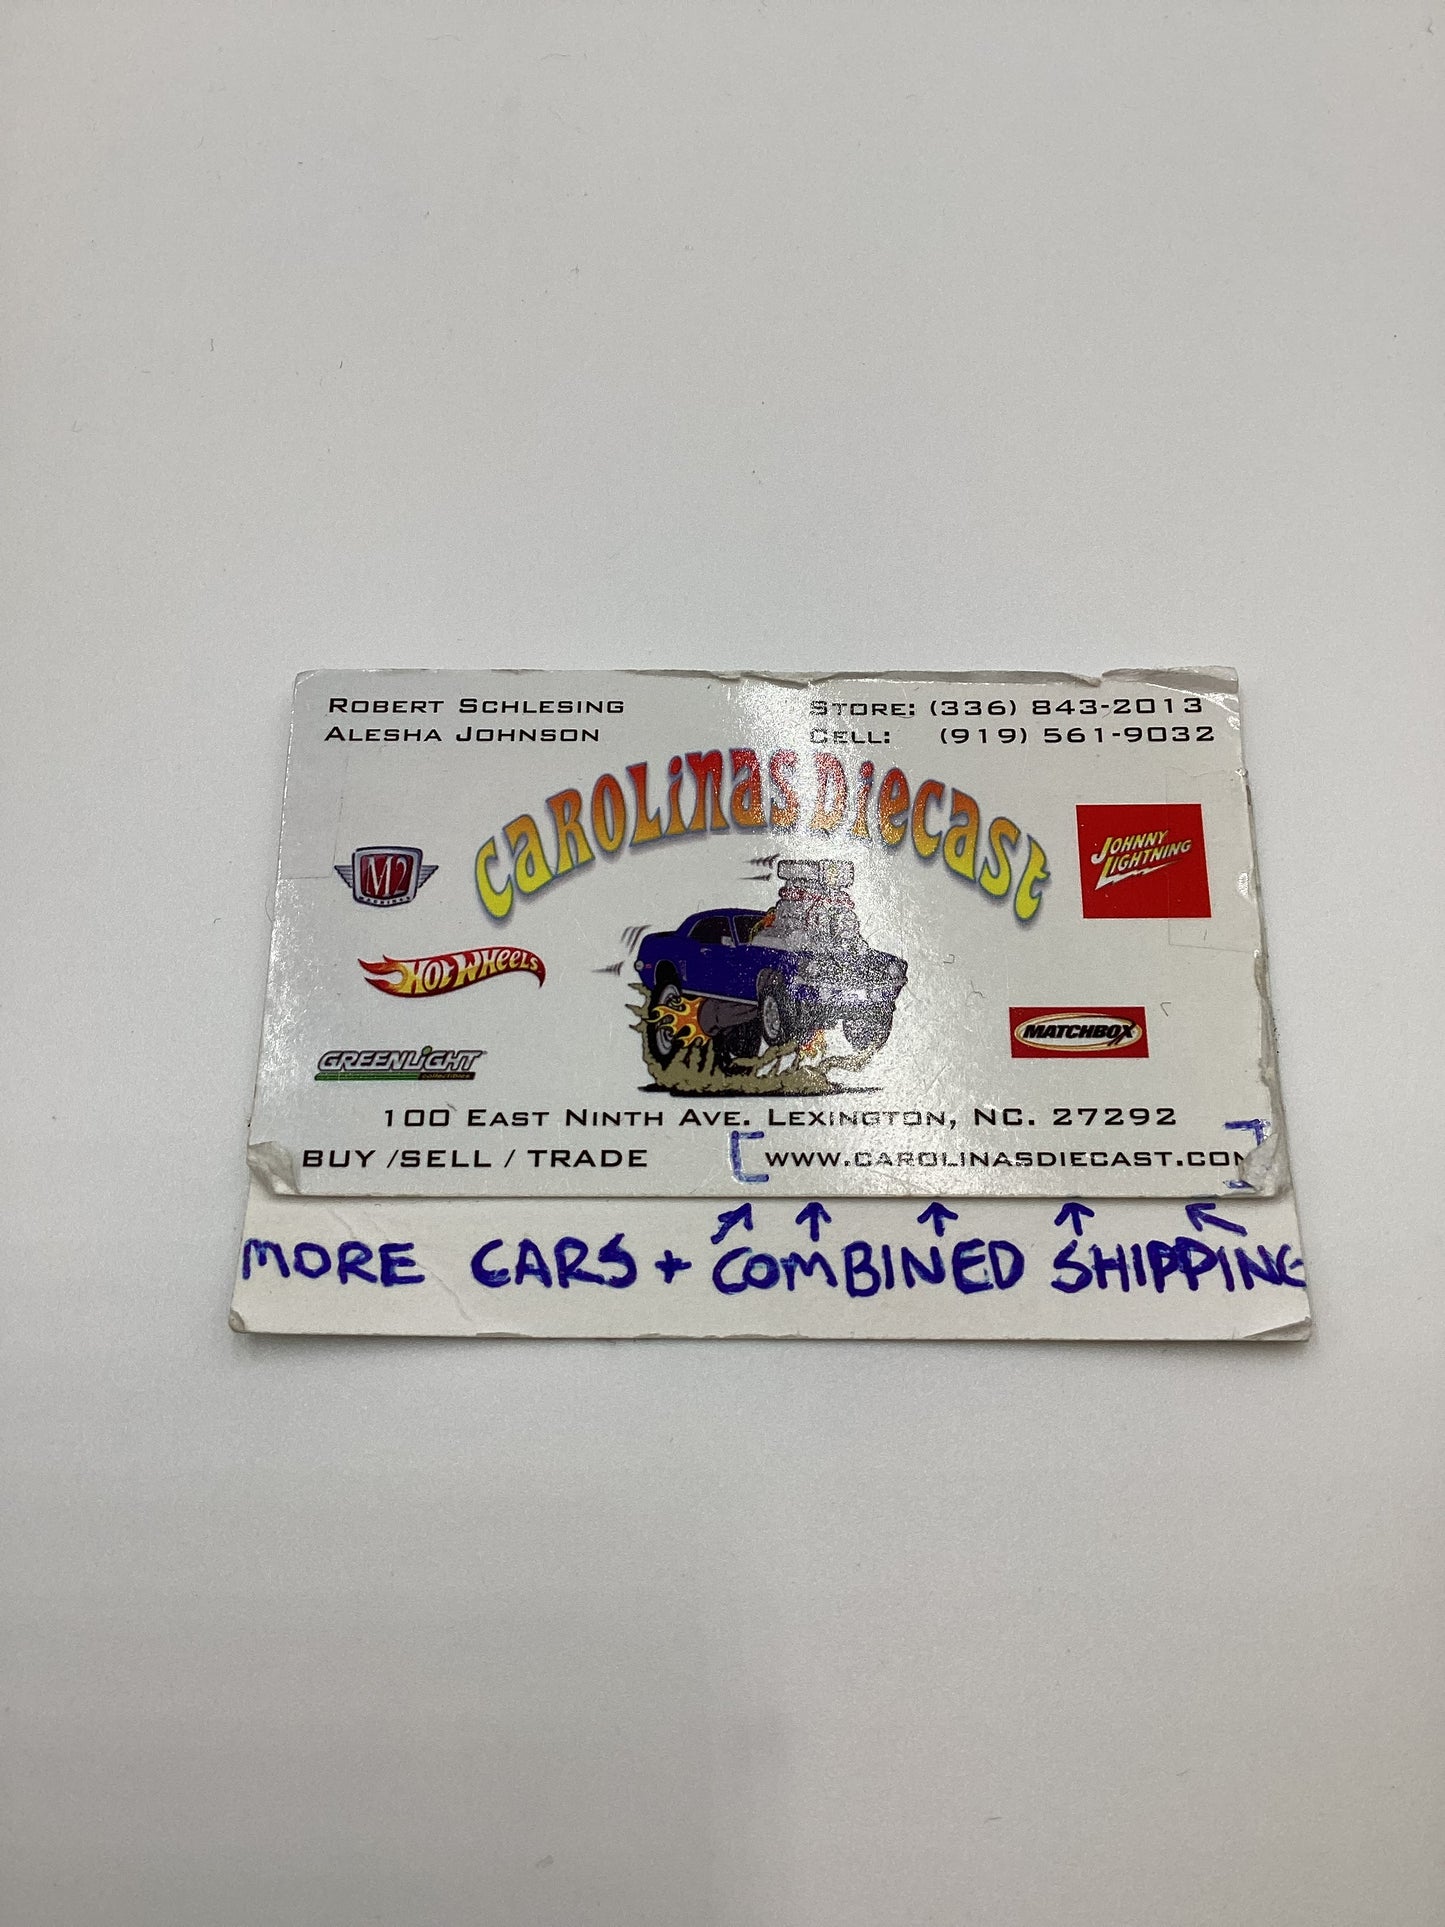 ROBERT SCHLESING
ALESHA JOHNSON
STORE: (336) 843-2013
CELL: (919) 561-9032
CAROLINAS DIECAST
M2
MACHINES
JOHNNY
LIGHTNING
HOT WHEELS
MATCHBOX
GREENLIGHT
collectibles
100 EAST NINTH AVE. LEXINGTON, NC. 27292
BUY /SELL / TRADE
[WWW.CAROLINASDIECAST.COM]
MORE CARS + COMBINED SHIPPING